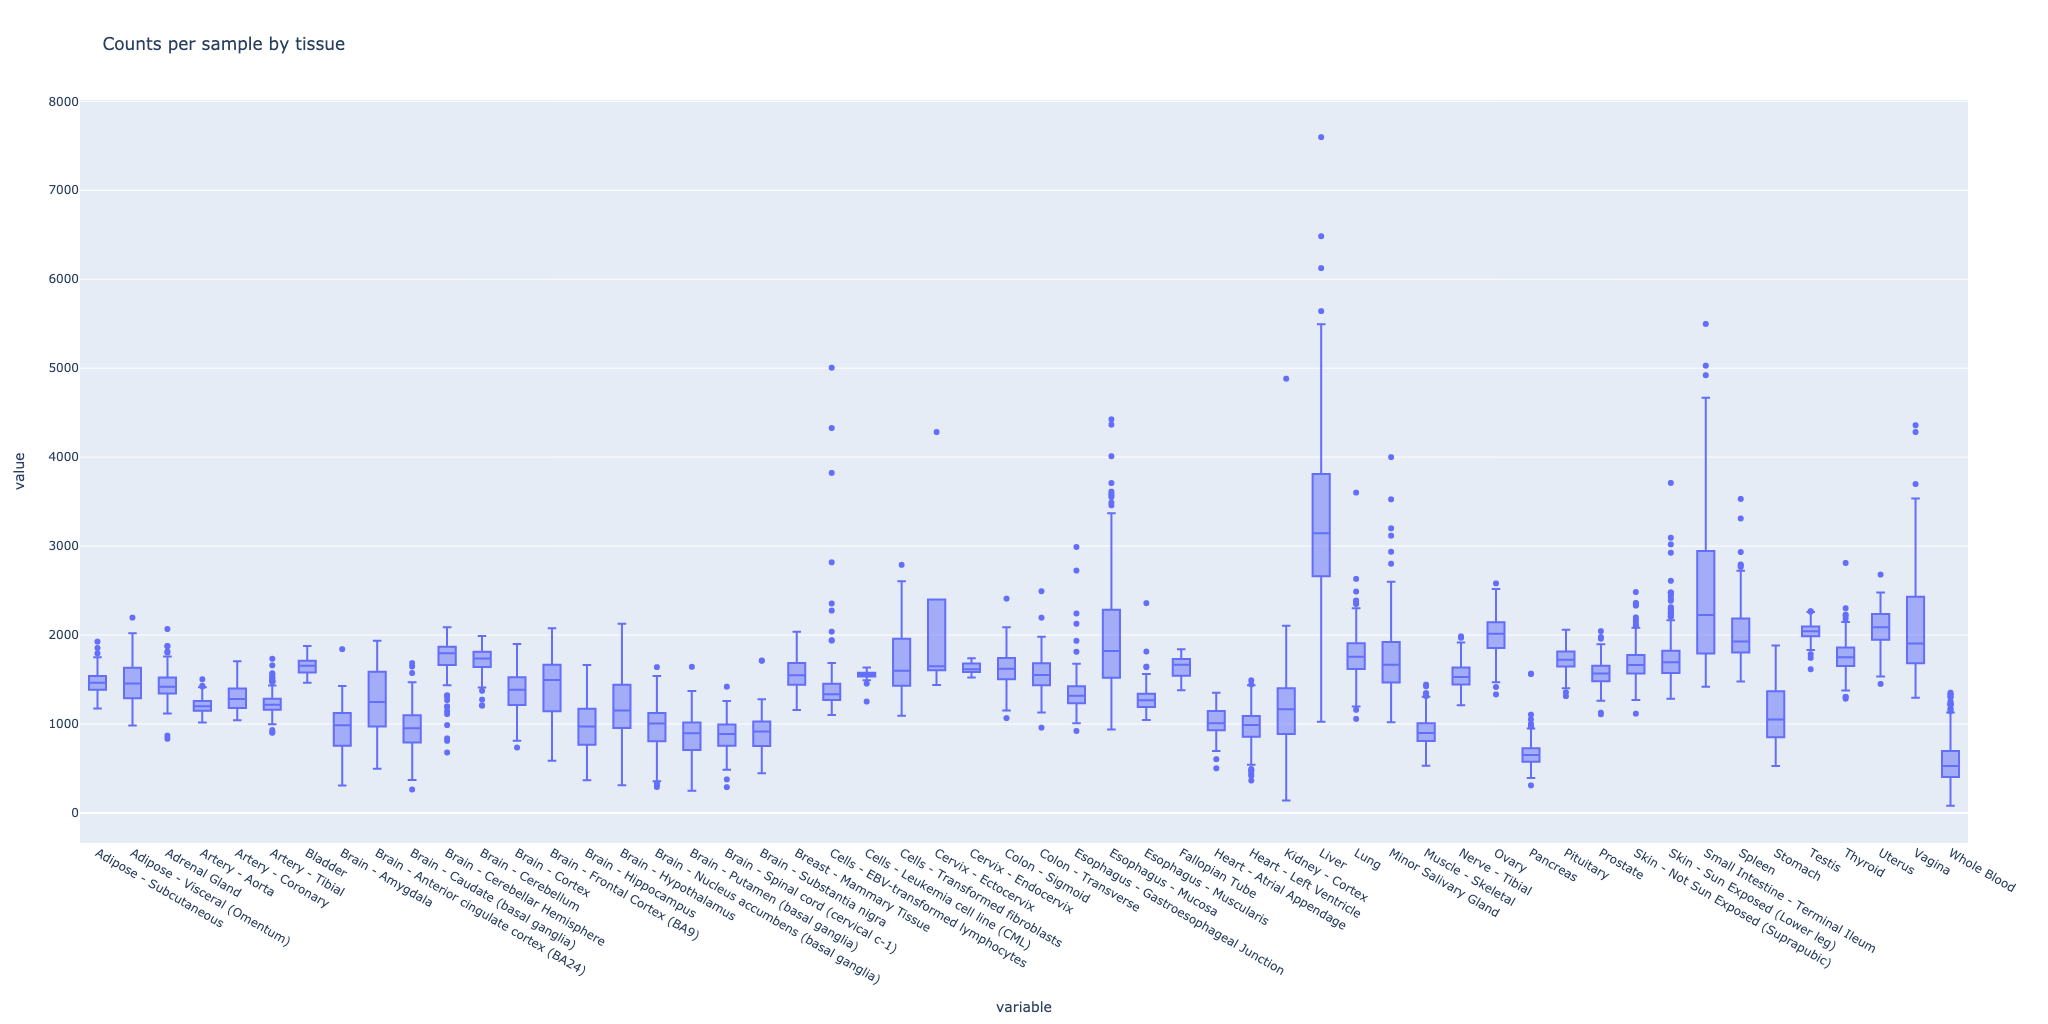 Counts per sample by tissue
8000
7000
6000
5000
4000
3000
2000
1000
0
value
Adipose - Subcutaneous
Adipose - Visceral (Omentum)
Adrenal Gland
Artery - Aorta
Artery - Coronary
Artery - Tibial
Bladder
Brain - Amygdala
Brain - Anterior cingulate cortex (BA24)
Brain - Caudate (basal ganglia)
Brain - Cerebellar Hemisphere
Brain - Cerebellum
Brain - Cortex
Brain - Frontal Cortex (BA9)
Brain - Hippocampus
Brain - Hypothalamus
Brain - Nucleus accumbens (basal ganglia)
Brain - Putamen (basal ganglia)
Brain - Spinal cord (cervical c-1)
Brain - Substantia nigra
Breast - Mammary Tissue
Cells - EBV-transformed lymphocytes
Cells - Leukemia cell line (CML)
Cells - Transformed fibroblasts
Cervix - Ectocervix
Cervix - Endocervix
Colon - Sigmoid
Colon - Transverse
Esophagus - Gastroesophageal Junction
Esophagus - Mucosa
Esophagus - Muscularis
Fallopian Tube
Heart - Atrial Appendage
Heart - Left Ventricle
Kidney - Cortex
Liver
Lung
Minor Salivary Gland
Muscle - Skeletal
Nerve - Tibial
Ovary
Pancreas
Pituitary
Prostate
Skin - Not Sun Exposed (Suprapubic)
Skin - Sun Exposed (Lower leg)
Small Intestine - Terminal Ileum
Spleen
Stomach
Testis
Thyroid
Uterus
Vagina
Whole Blood
variable